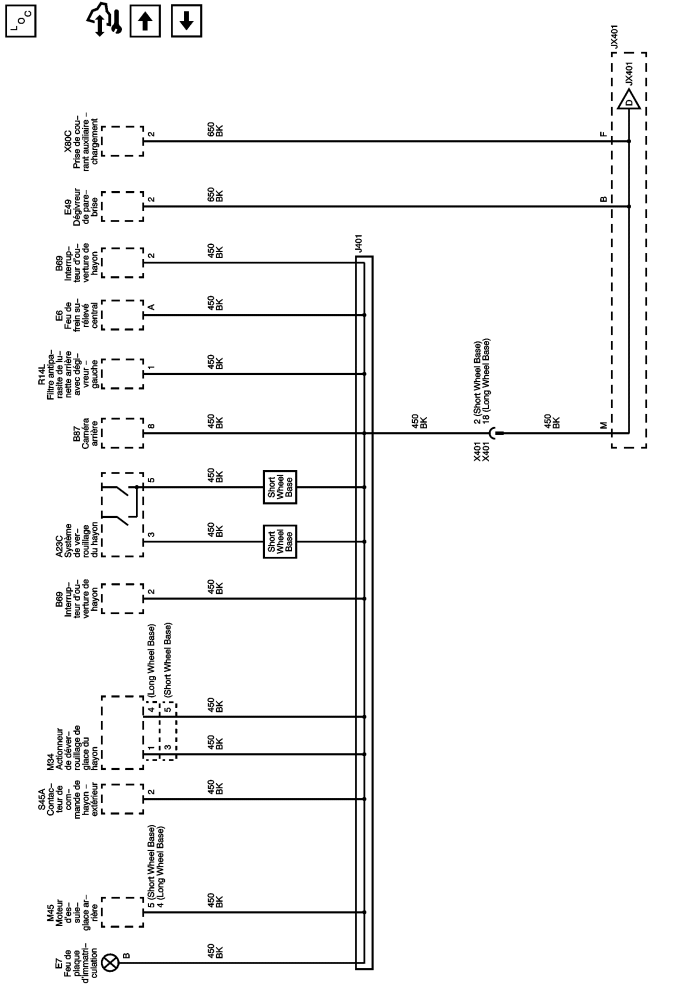 LOC
X80C
Prise de cou–
rant auxiliaire –
chargement
2
650
BK
F
E49
Dégivreur
de pare–
brise
2
650
BK
B
B69
Interrup–
teur d'ou–
verture de
hayon
2
450
BK
E6
Feu de
frein su–
rélevé
central
A
450
BK
R14L
Filtre antipa–
rasite de lu–
nette arrière
avec dégi–
vreur –
gauche
1
450
BK
B87
Caméra
arrière
8
450
BK
450
BK
X401
X401
2 (Short Wheel Base)
18 (Long Wheel Base)
450
BK
M
JX401
JX401
D
J401
A23C
Système
de ver–
rouillage
du hayon
5
450
BK
Short
Wheel
Base
3
450
BK
Short
Wheel
Base
B69
Interrup–
teur d'ou–
verture de
hayon
2
450
BK
M34
Actionneur
de déver–
rouillage de
glace du
hayon
1 4 (Long Wheel Base)
3 5 (Short Wheel Base)
450
BK
450
BK
S45A
Contac–
teur de
com–
mande de
hayon –
extérieur
2
450
BK
M45
Moteur
d'es–
suie–
glace ar–
rière
5 (Short Wheel Base)
4 (Long Wheel Base)
450
BK
E7
Feu de
plaque
d'immatri–
culation
B
450
BK